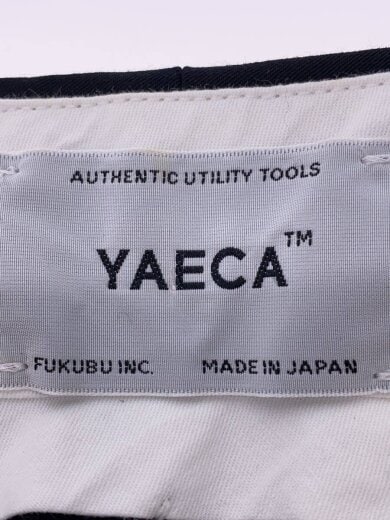 AUTHENTIC UTILITY TOOLS
YAECA™
FUKUBU INC. MADE IN JAPAN